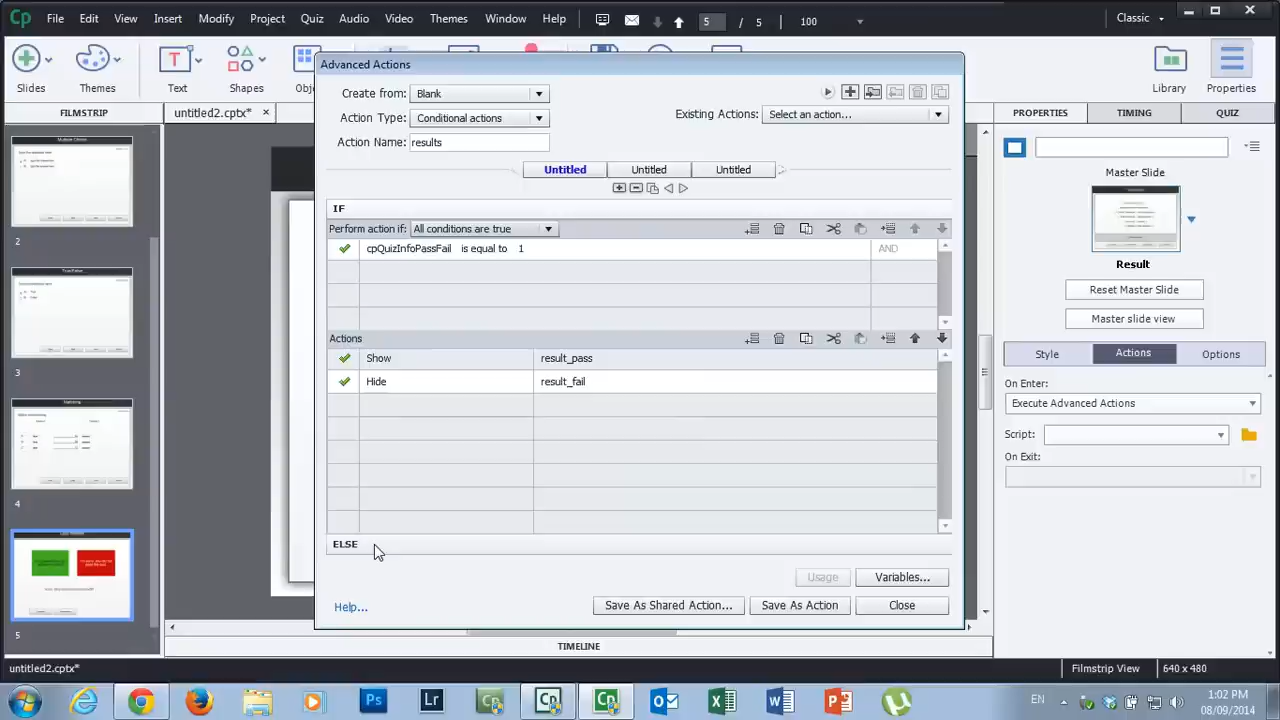 Cp File Edit View Insert Modify Project Quiz Audio Video Themes Window Help 5 / 5 100 Classic
Slides Themes Text Shapes Library Properties
FILMSTRIP untitled2.cptx* × PROPERTIES TIMING QUIZ
Advanced Actions
Create from: Blank
Action Type: Conditional actions
Action Name: results
Existing Actions: Select an action...
Untitled Untitled Untitled
IF
Perform action if: All conditions are true
cpQuizInfoPassFail is equal to 1 AND
Actions
Show result_pass
Hide result_fail
ELSE
Usage Variables...
Help... Save As Shared Action... Save As Action Close
2
3
4
5
Master Slide
Result
Reset Master Slide
Master slide view
Style Actions Options
On Enter:
Execute Advanced Actions
Script:
On Exit:
TIMELINE
untitled2.cptx* Filmstrip View 640 x 480
Cp Ps Lr Cp Cp Cp EN 1:02 PM
08/09/2014